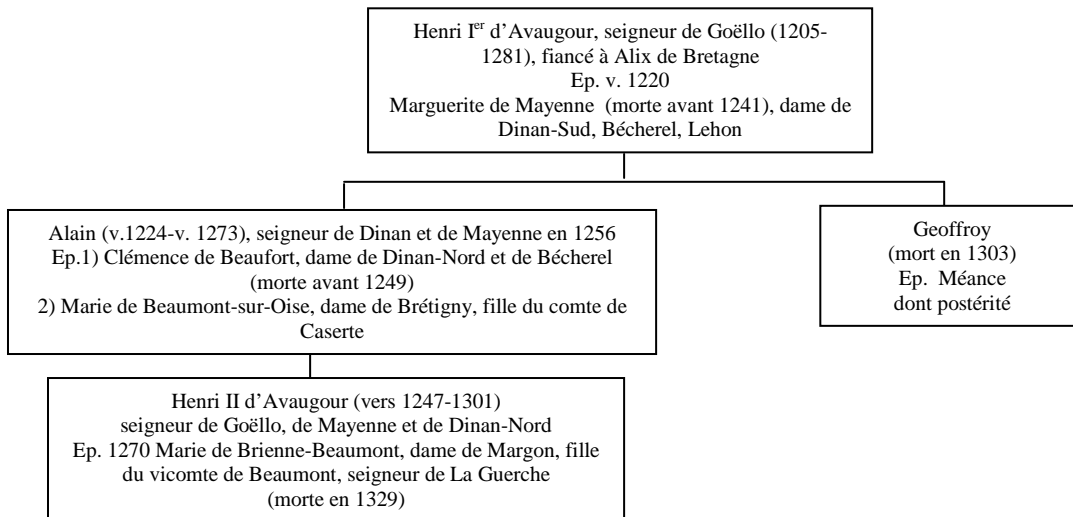 Henri Ier d’Avaugour, seigneur de Goëllo (1205-
1281), fiancé à Alix de Bretagne
Ep. v. 1220
Marguerite de Mayenne (morte avant 1241), dame de
Dinan-Sud, Bécherel, Lehon
Alain (v.1224-v. 1273), seigneur de Dinan et de Mayenne en 1256
Ep.1) Clémence de Beaufort, dame de Dinan-Nord et de Bécherel
(morte avant 1249)
2) Marie de Beaumont-sur-Oise, dame de Brétigny, fille du comte de
Caserte
Geoffroy
(mort en 1303)
Ep. Méance
dont postérité
Henri II d’Avaugour (vers 1247-1301)
seigneur de Goëllo, de Mayenne et de Dinan-Nord
Ep. 1270 Marie de Brienne-Beaumont, dame de Margon, fille
du vicomte de Beaumont, seigneur de La Guerche
(morte en 1329)